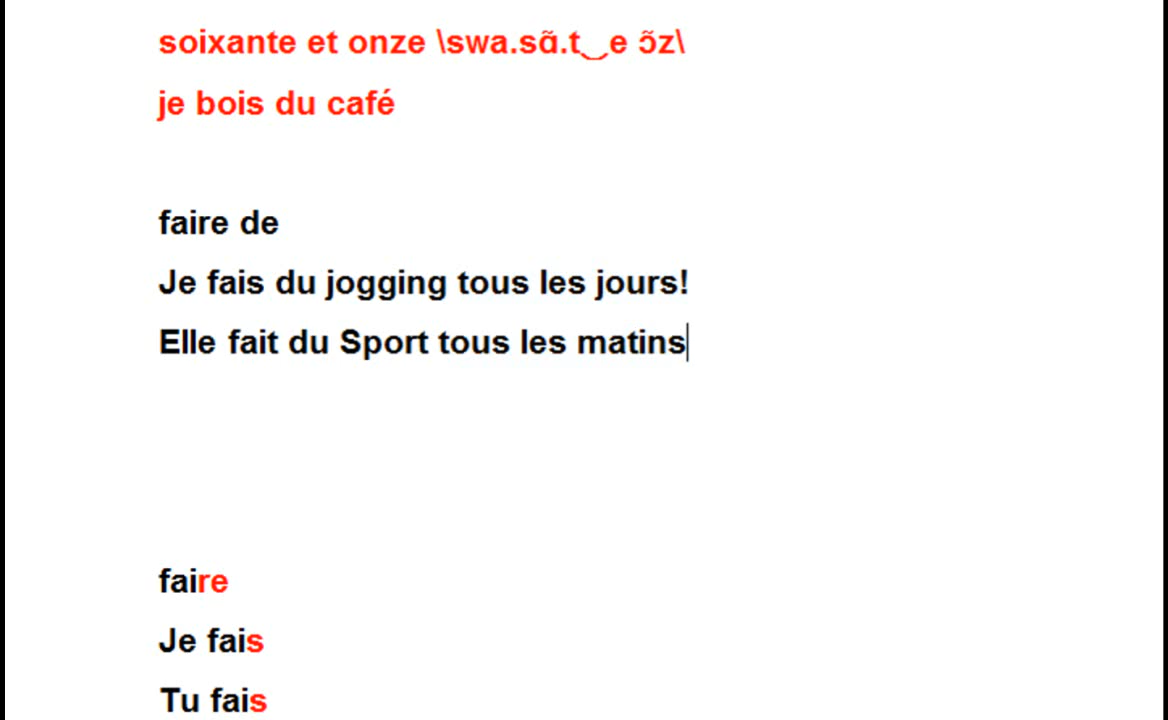 soixante et onze \swa.sɑ̃.t‿e ɔ̃z\
je bois du café
faire de
Je fais du jogging tous les jours!
Elle fait du Sport tous les matins
faire
Je fais
Tu fais